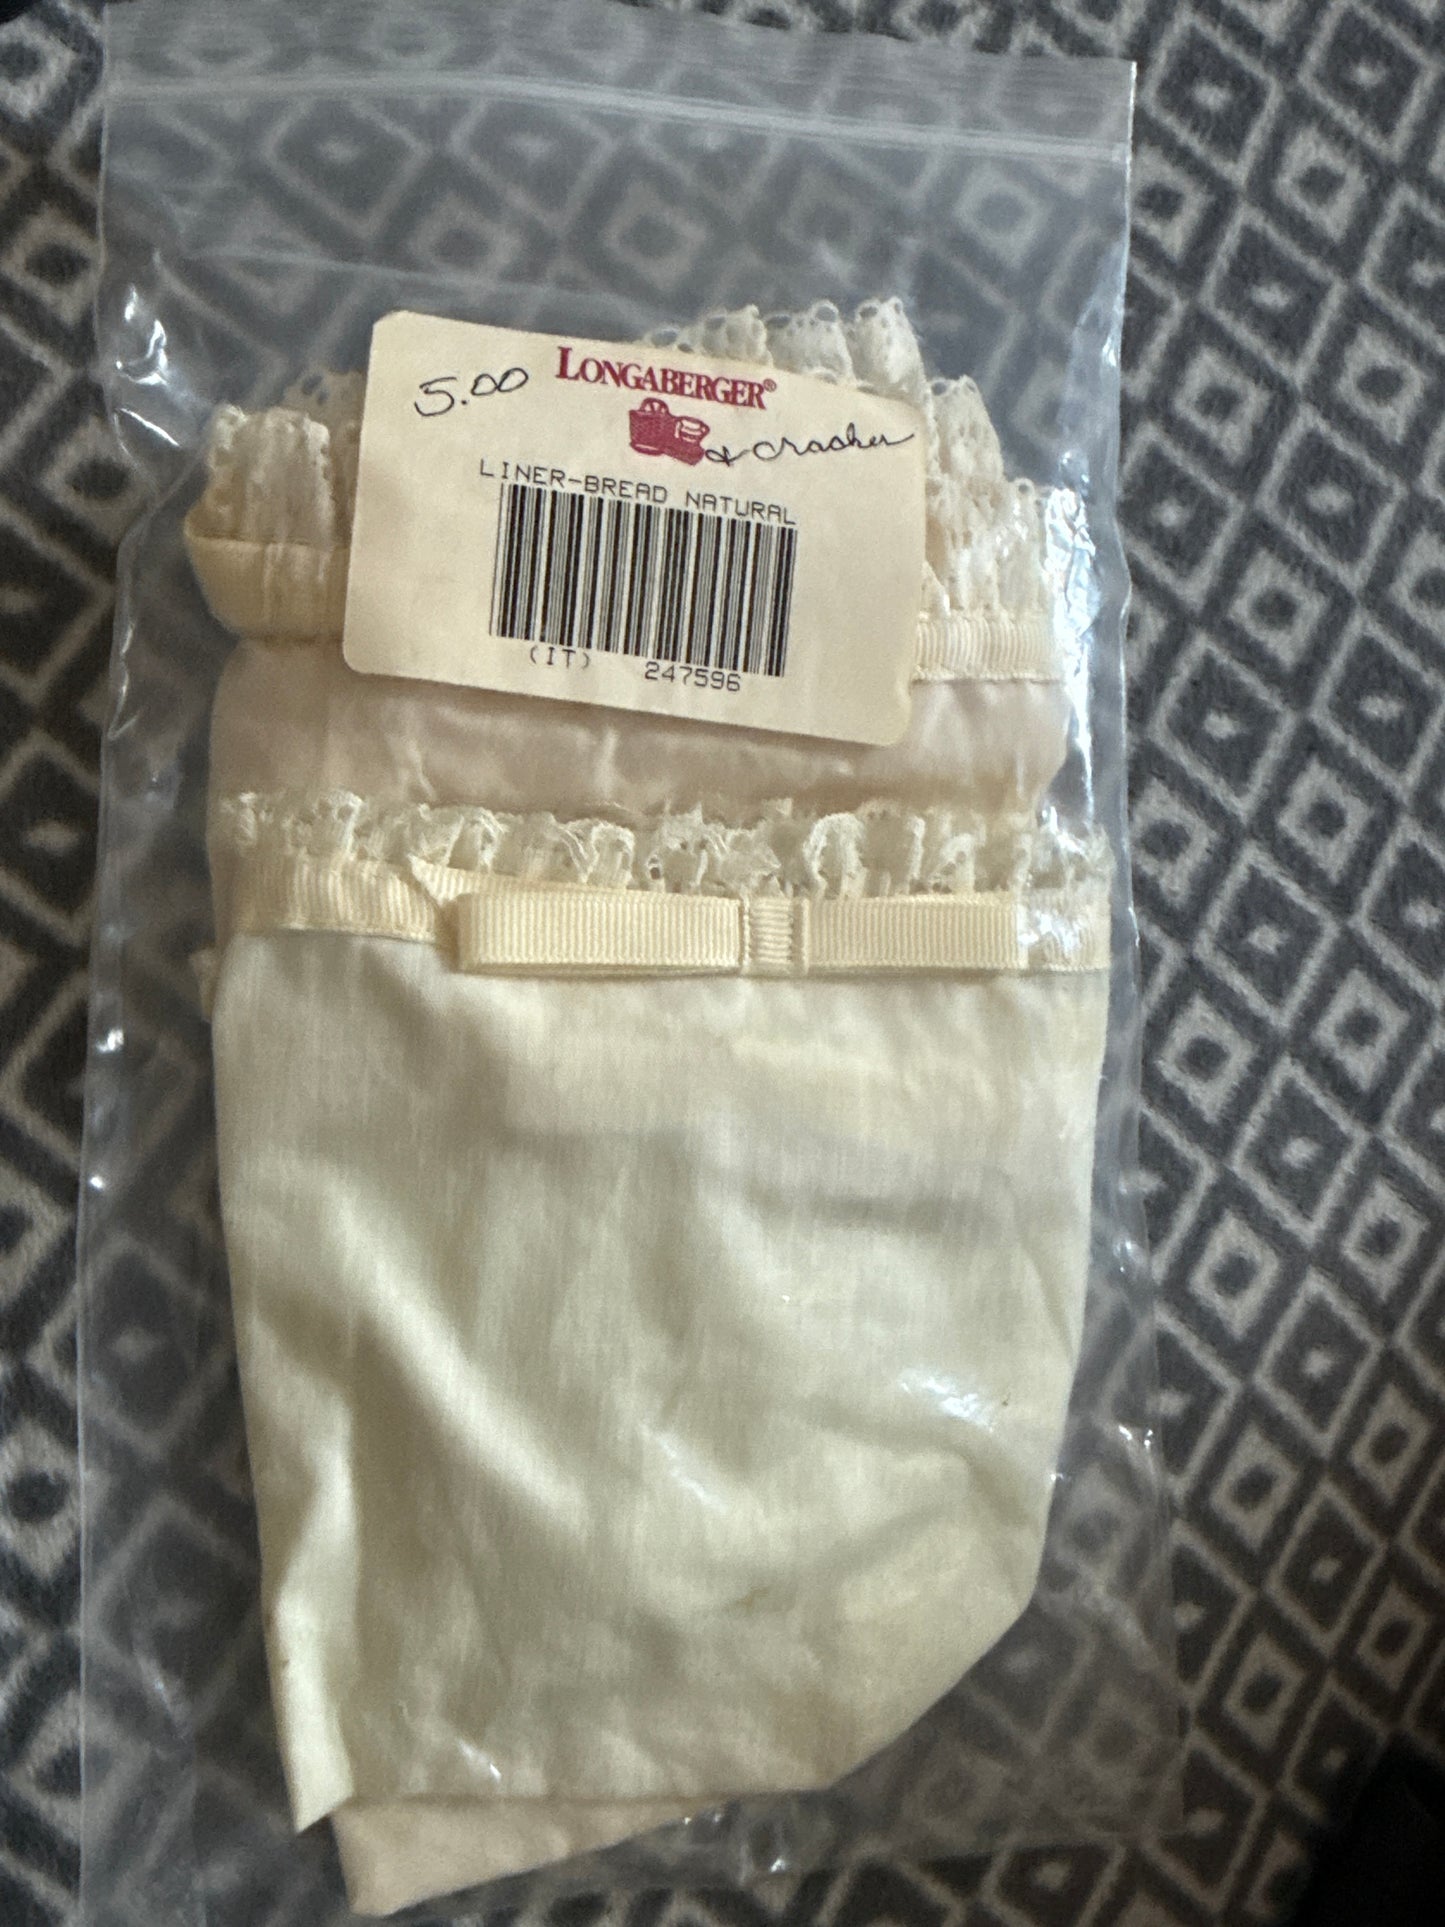 5.00 LONGABERGER®
& cracker
LINER-BREAD NATURAL
(IT) 247596